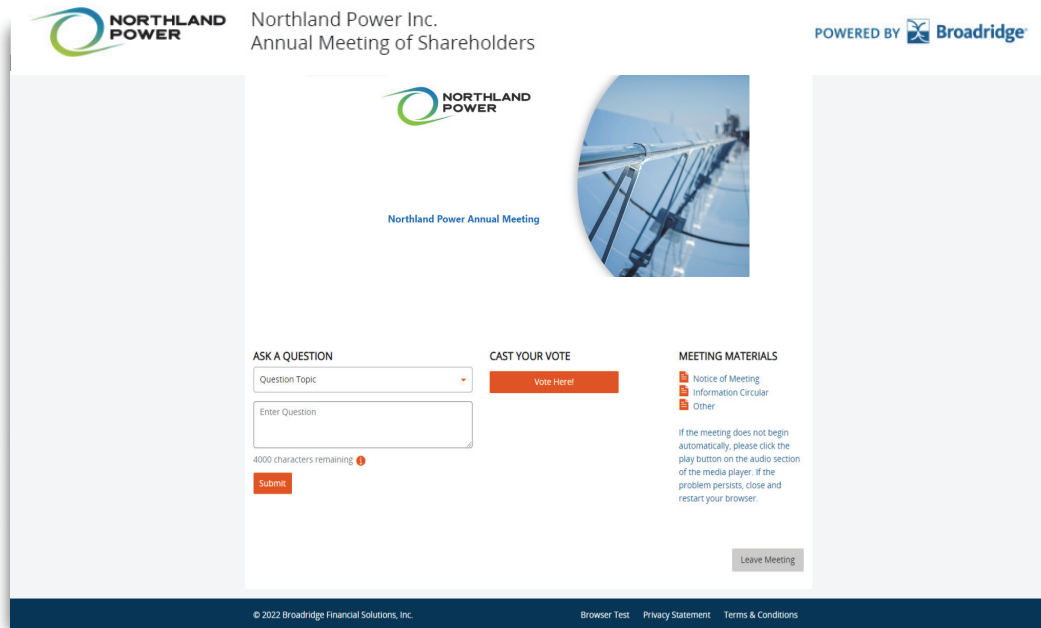 NORTHLAND
POWER
Northland Power Inc.
Annual Meeting of Shareholders
POWERED BY Broadridge
NORTHLAND
POWER
Northland Power Annual Meeting
ASK A QUESTION
Question Topic
Enter Question
4000 characters remaining
Submit
CAST YOUR VOTE
Vote Here!
MEETING MATERIALS
Notice of Meeting
Information Circular
Other
If the meeting does not begin
automatically, please click the
play button on the audio section
of the media player. If the
problem persists, close and
restart your browser.
Leave Meeting
© 2022 Broadridge Financial Solutions, Inc.
Browser Test Privacy Statement Terms & Conditions